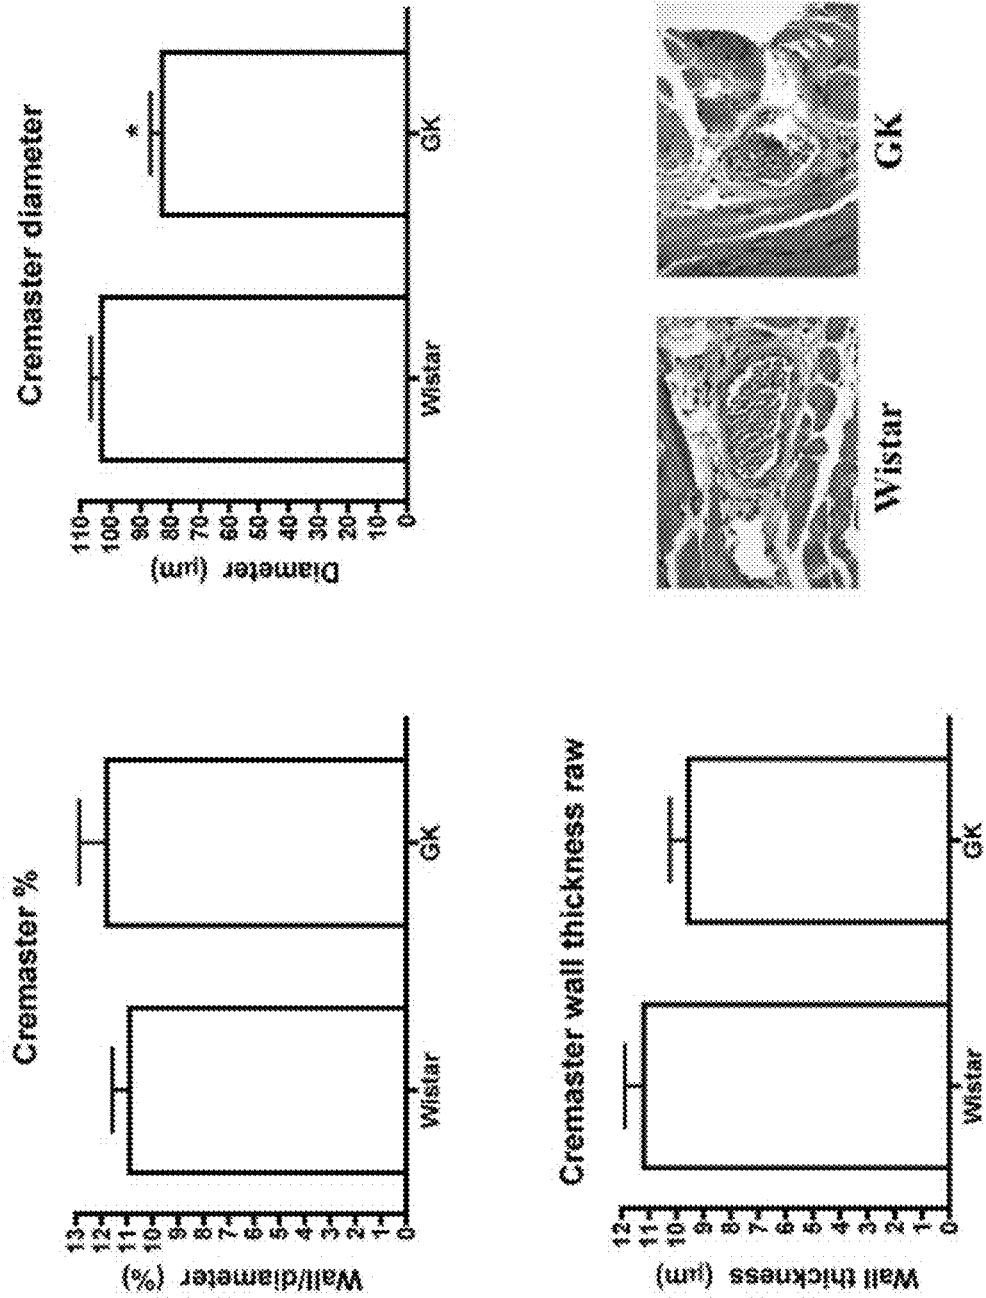 Cremaster %
Wall/diameter (%)
13
12
11
10
9
8
7
6
5
4
3
2
1
0
Wistar
GK
Cremaster diameter
Diameter (μm)
110
100
90
80
70
60
50
40
30
20
10
0
*
Wistar
GK
Cremaster wall thickness raw
Wall thickness (μm)
12
11
10
9
8
7
6
5
4
3
2
1
0
Wistar
GK
Wistar
GK